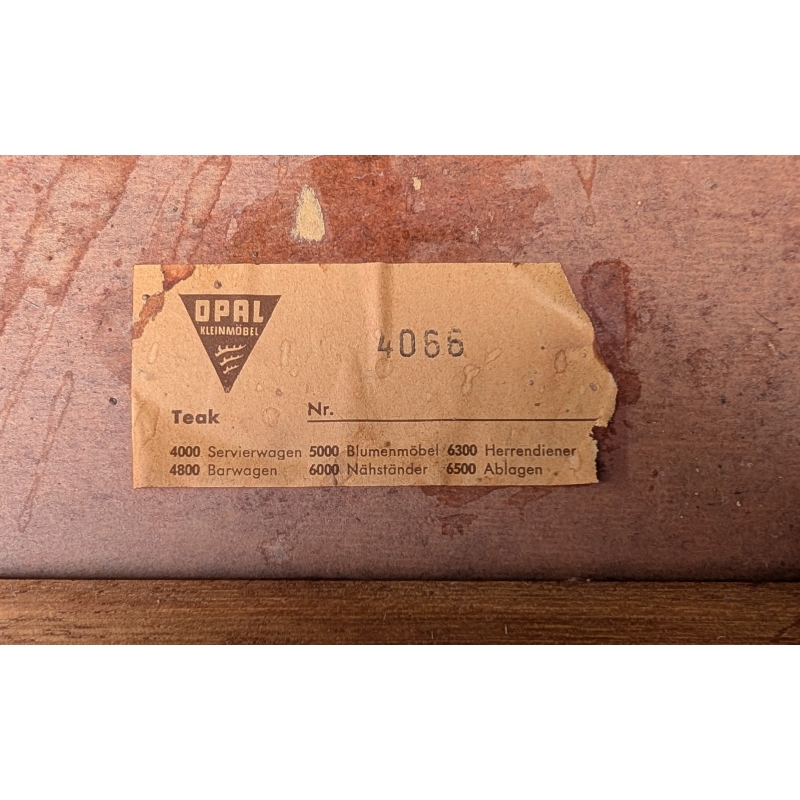 OPAL
KLEINMÖBEL
4066
Teak
Nr.
4000 Servierwagen 5000 Blumenmöbel 6300 Herrendiener
4800 Barwagen 6000 Nähständer 6500 Ablagen